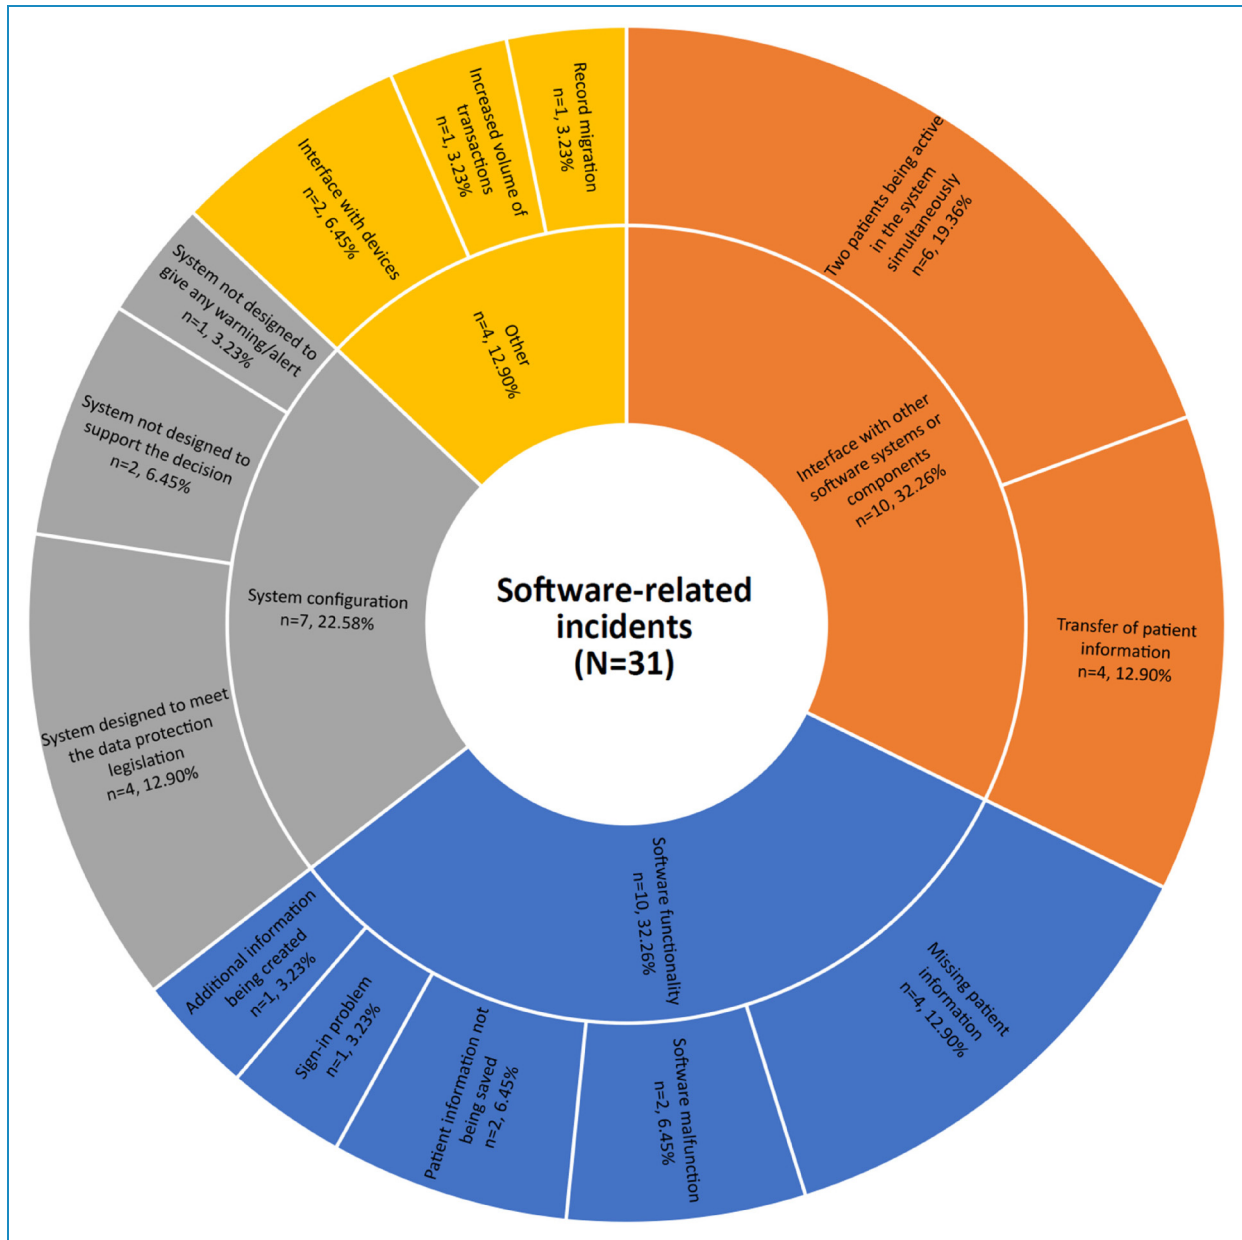 Software-related
incidents
(N=31)
Interface with other
software systems or
components
n=10, 32.26%
Two patients being active
in the system
simultaneously
n=6, 19.36%
Transfer of patient
information
n=4, 12.90%
Software functionality
n=10, 32.26%
Missing patient
information
n=4, 12.90%
Software malfunction
n=2, 6.45%
Patient information not
being saved
n=2, 6.45%
Sign-in problem
n=1, 3.23%
Additional information
being created
n=1, 3.23%
System configuration
n=7, 22.58%
System designed to meet
the data protection
legislation
n=4, 12.90%
System not designed to
support the decision
n=2, 6.45%
System not designed to
give any warning/alert
n=1, 3.23%
Other
n=4, 12.90%
Interface with devices
n=2, 6.45%
Increased volume of
transactions
n=1, 3.23%
Record migration
n=1, 3.23%